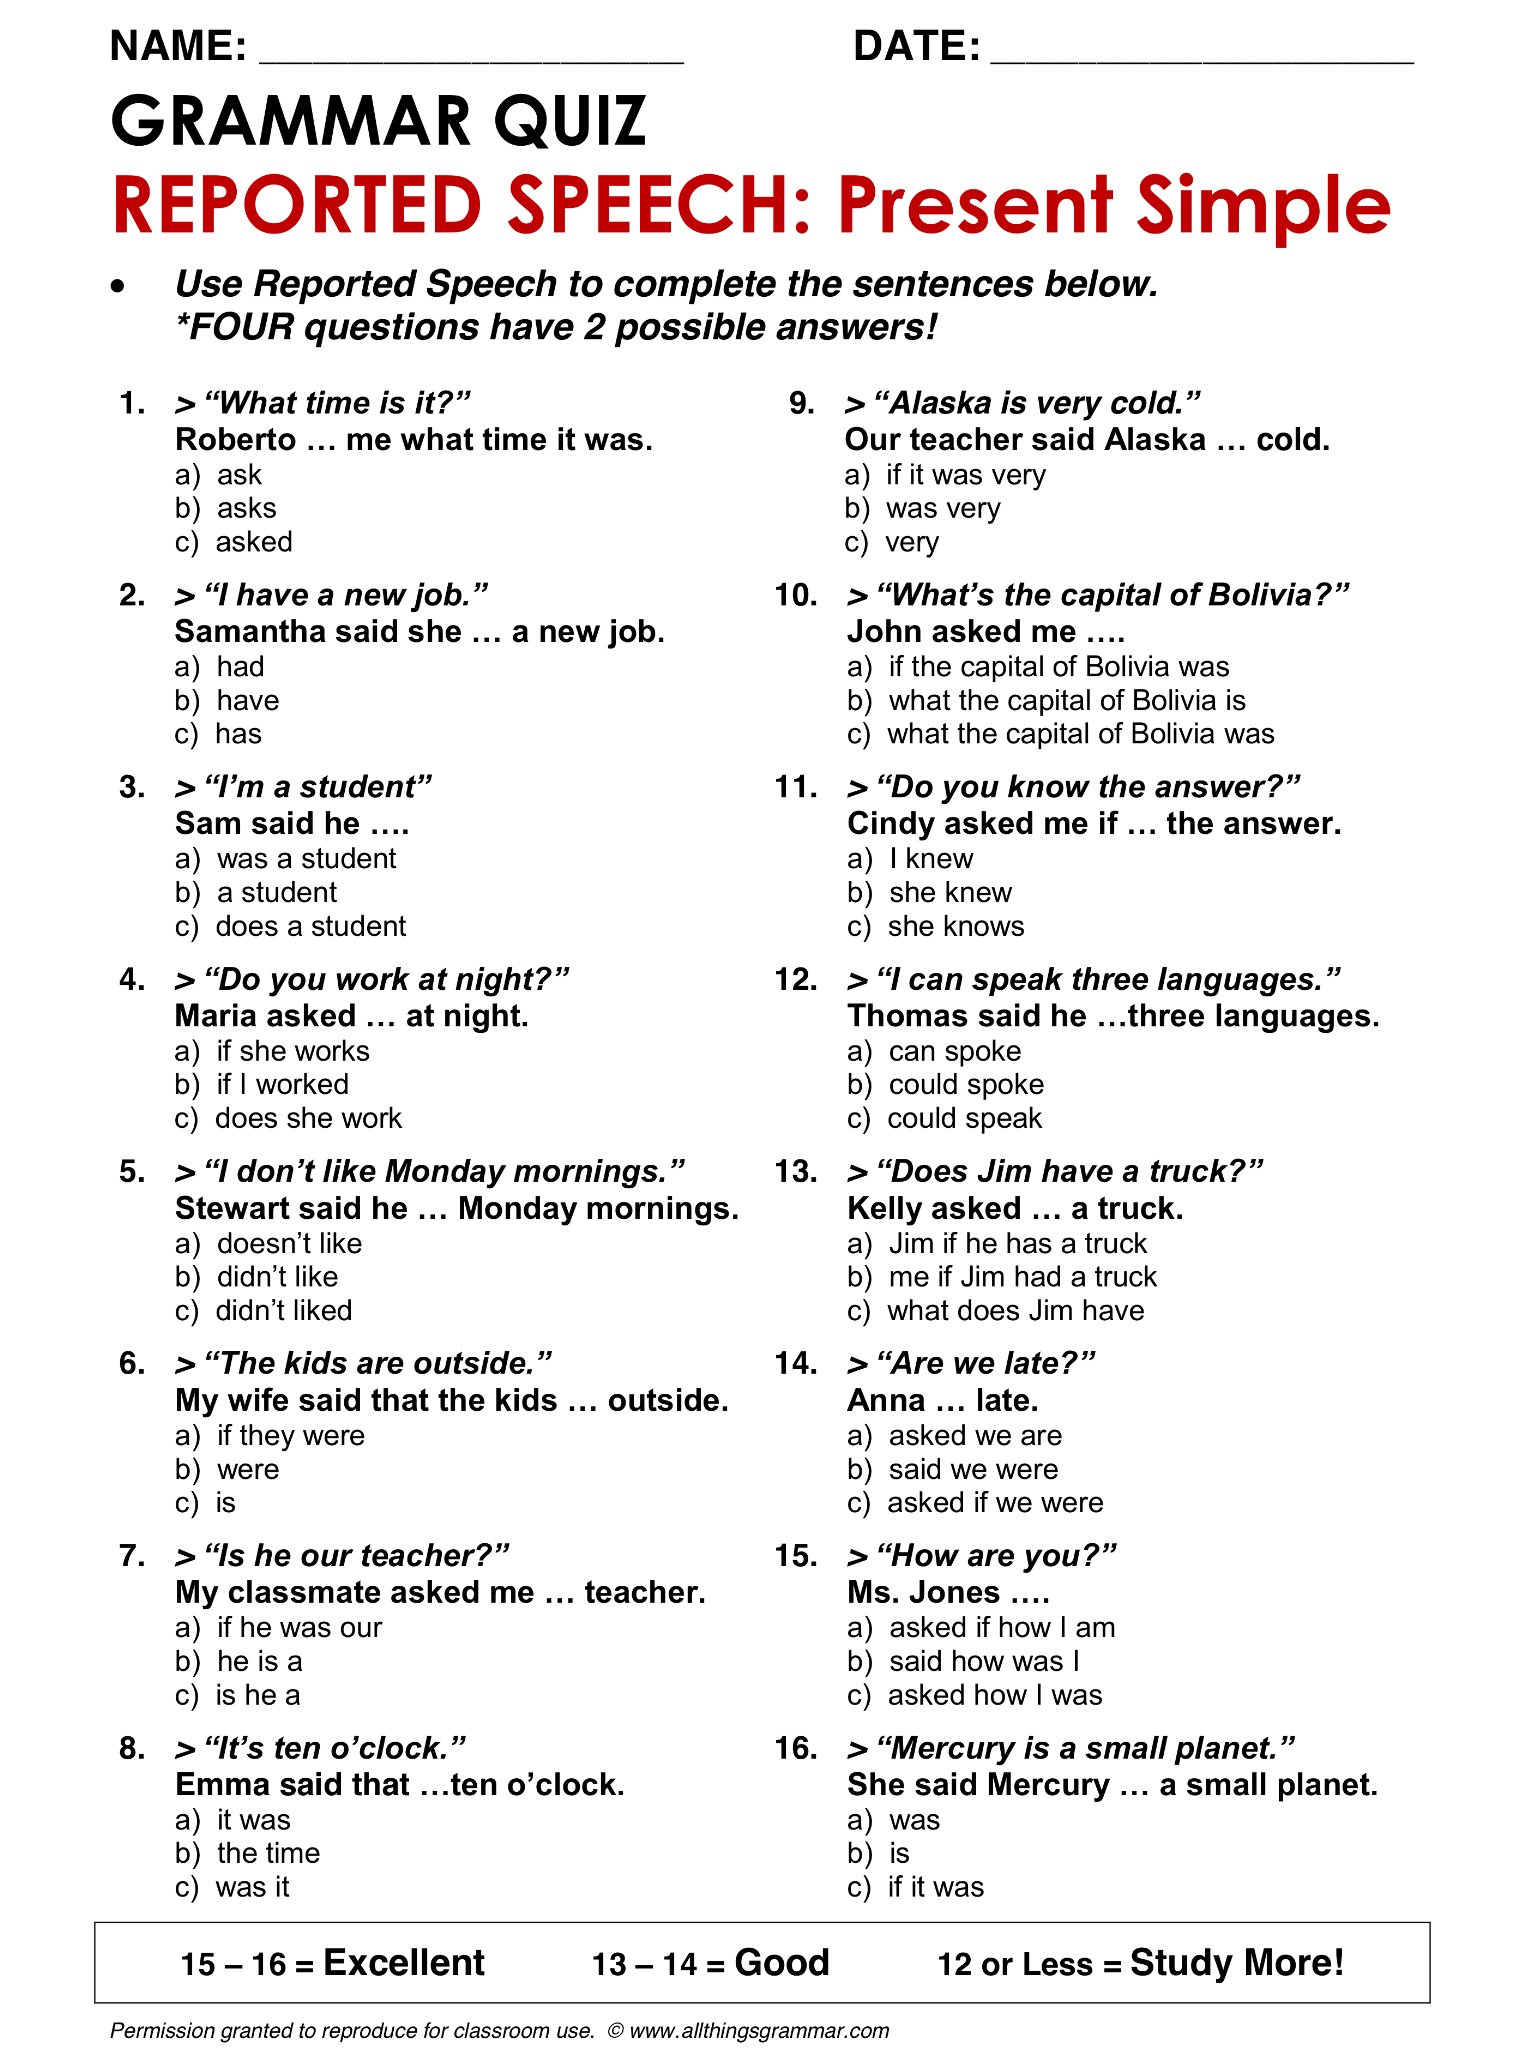 NAME: ____________________ DATE: ____________________
GRAMMAR QUIZ
REPORTED SPEECH: Present Simple
• Use Reported Speech to complete the sentences below.
*FOUR questions have 2 possible answers!
1. > “What time is it?”
Roberto … me what time it was.
a) ask
b) asks
c) asked
2. > “I have a new job.”
Samantha said she … a new job.
a) had
b) have
c) has
3. > “I’m a student”
Sam said he ….
a) was a student
b) a student
c) does a student
4. > “Do you work at night?”
Maria asked … at night.
a) if she works
b) if I worked
c) does she work
5. > “I don’t like Monday mornings.”
Stewart said he … Monday mornings.
a) doesn’t like
b) didn’t like
c) didn’t liked
6. > “The kids are outside.”
My wife said that the kids … outside.
a) if they were
b) were
c) is
7. > “Is he our teacher?”
My classmate asked me … teacher.
a) if he was our
b) he is a
c) is he a
8. > “It’s ten o’clock.”
Emma said that …ten o’clock.
a) it was
b) the time
c) was it
9. > “Alaska is very cold.”
Our teacher said Alaska … cold.
a) if it was very
b) was very
c) very
10. > “What’s the capital of Bolivia?”
John asked me ….
a) if the capital of Bolivia was
b) what the capital of Bolivia is
c) what the capital of Bolivia was
11. > “Do you know the answer?”
Cindy asked me if … the answer.
a) I knew
b) she knew
c) she knows
12. > “I can speak three languages.”
Thomas said he …three languages.
a) can spoke
b) could spoke
c) could speak
13. > “Does Jim have a truck?”
Kelly asked … a truck.
a) Jim if he has a truck
b) me if Jim had a truck
c) what does Jim have
14. > “Are we late?”
Anna … late.
a) asked we are
b) said we were
c) asked if we were
15. > “How are you?”
Ms. Jones ….
a) asked if how I am
b) said how was I
c) asked how I was
16. > “Mercury is a small planet.”
She said Mercury … a small planet.
a) was
b) is
c) if it was
15 – 16 = Excellent 13 – 14 = Good 12 or Less = Study More!
Permission granted to reproduce for classroom use. © www.allthingsgrammar.com